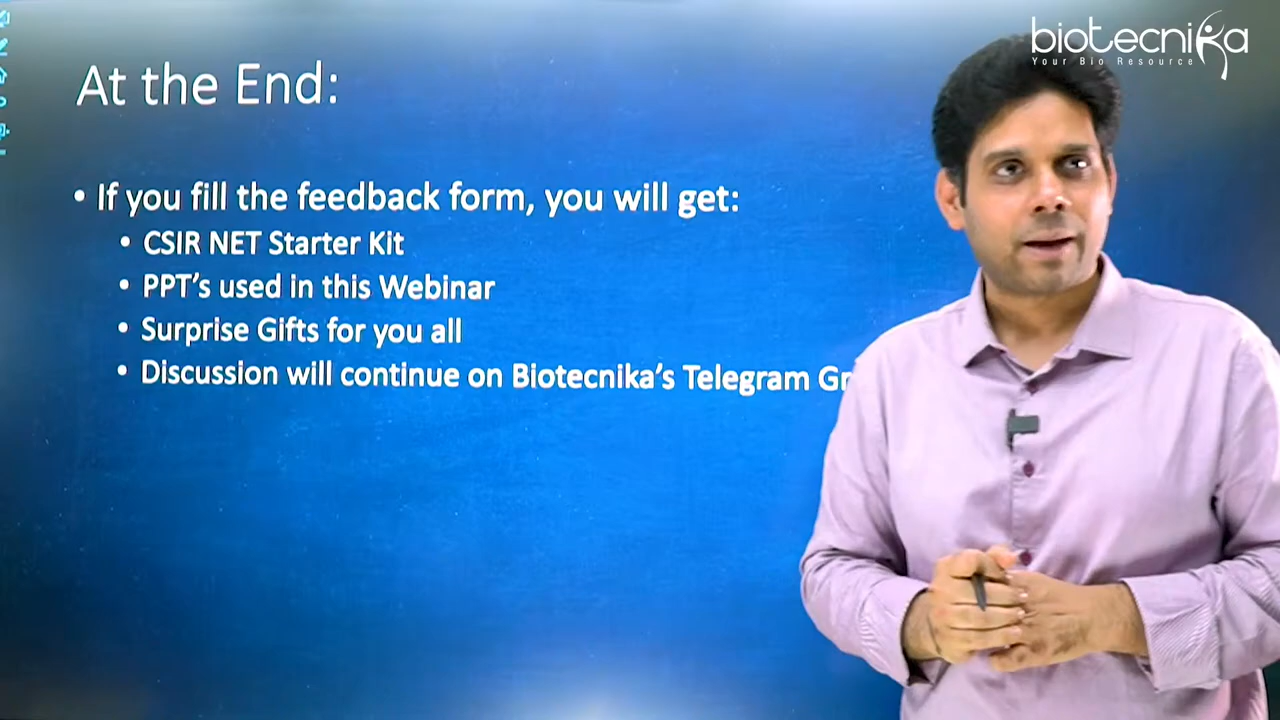 biotecnika
Your Bio Resource
At the End:
• If you fill the feedback form, you will get:
• CSIR NET Starter Kit
• PPT's used in this Webinar
• Surprise Gifts for you all
• Discussion will continue on Biotecnika's Telegram